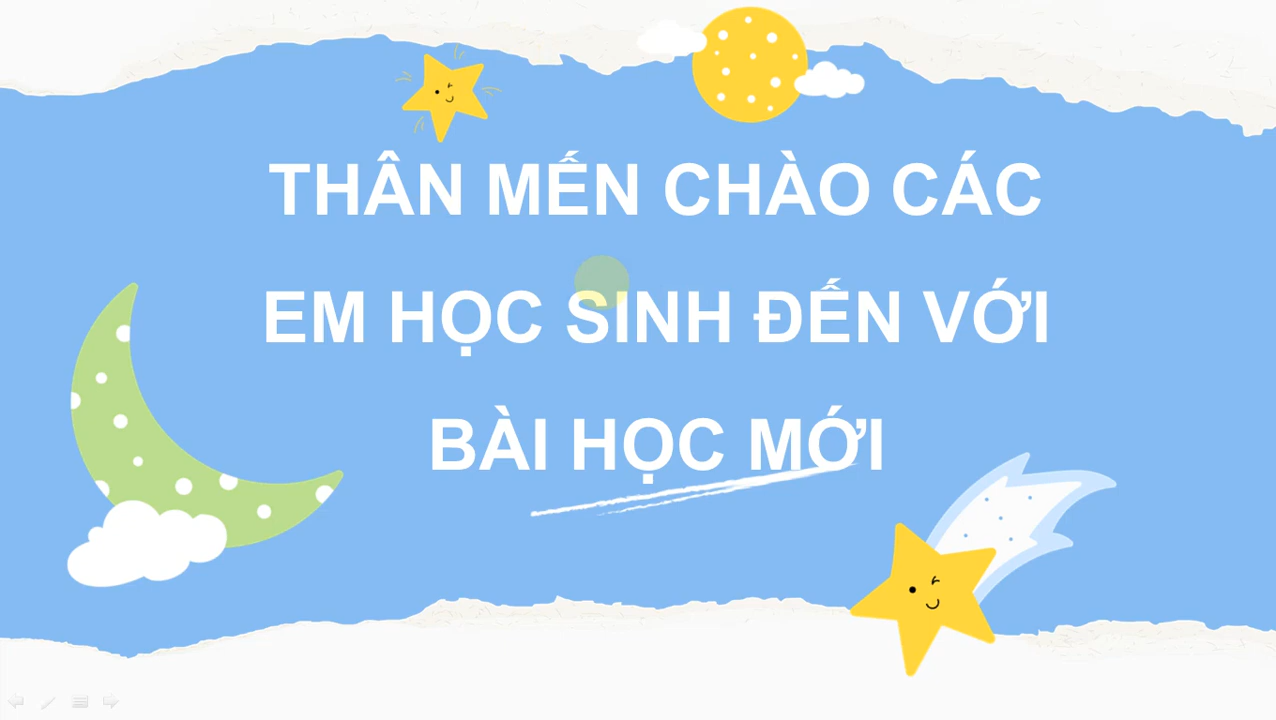 THÂN MẾN CHÀO CÁC
EM HỌC SINH ĐẾN VỚI
BÀI HỌC MỚI